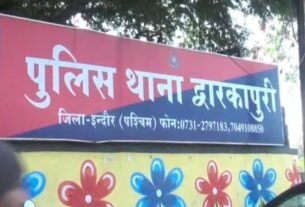 पुलिस थाना द्वारकापुरी
जिला-इन्दौर (पश्चिम) फोन:0731-2797183,7049108850